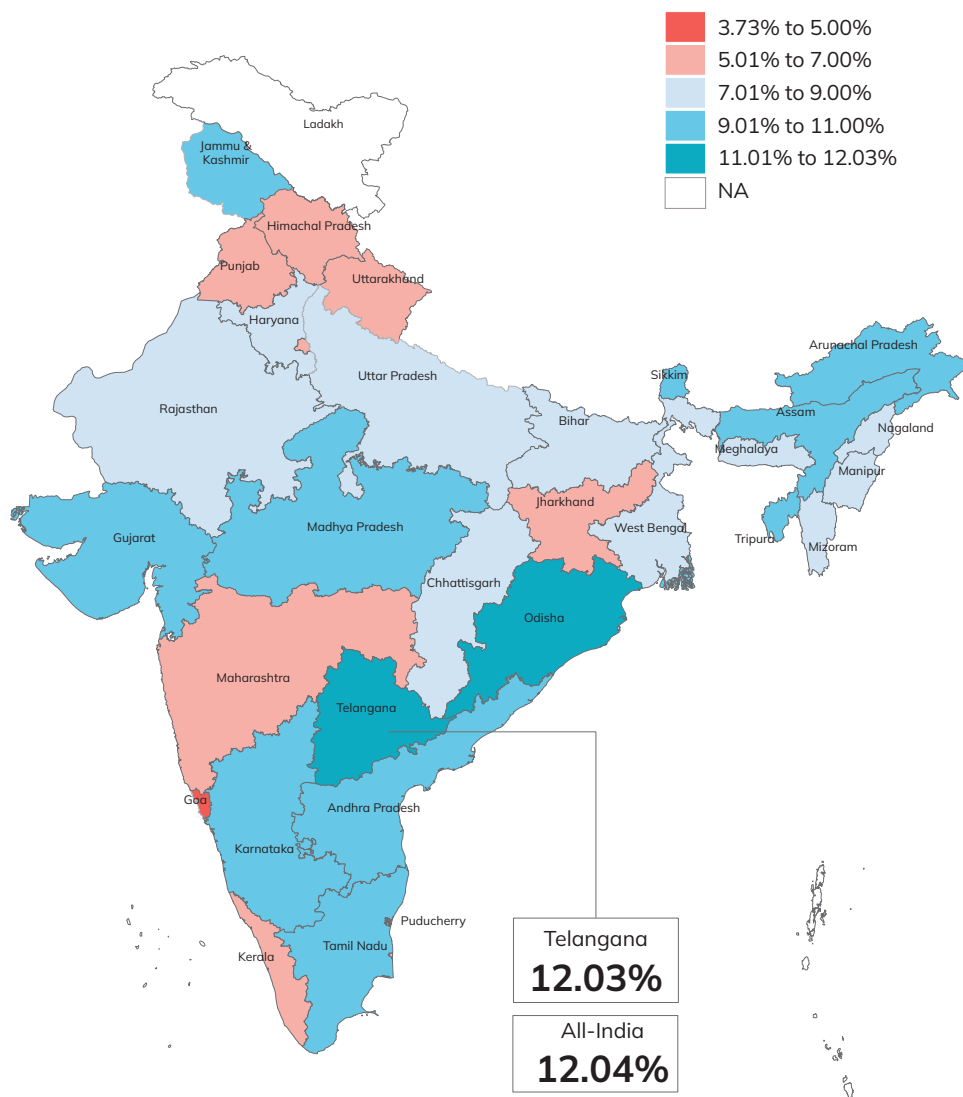 3.73% to 5.00%
5.01% to 7.00%
7.01% to 9.00%
9.01% to 11.00%
11.01% to 12.03%
NA
Ladakh
Jammu &
Kashmir
Himachal Pradesh
Punjab
Uttarakhand
Haryana
Arunachal Pradesh
Sikkim
Uttar Pradesh
Rajasthan
Assam
Bihar
Nagaland
Meghalaya
Manipur
Jharkhand
Madhya Pradesh
West Bengal
Gujarat
Tripura
Mizoram
Chhattisgarh
Odisha
Maharashtra
Telangana
Goa
Andhra Pradesh
Karnataka
Puducherry
Tamil Nadu
Kerala
Telangana
12.03%
All-India
12.04%